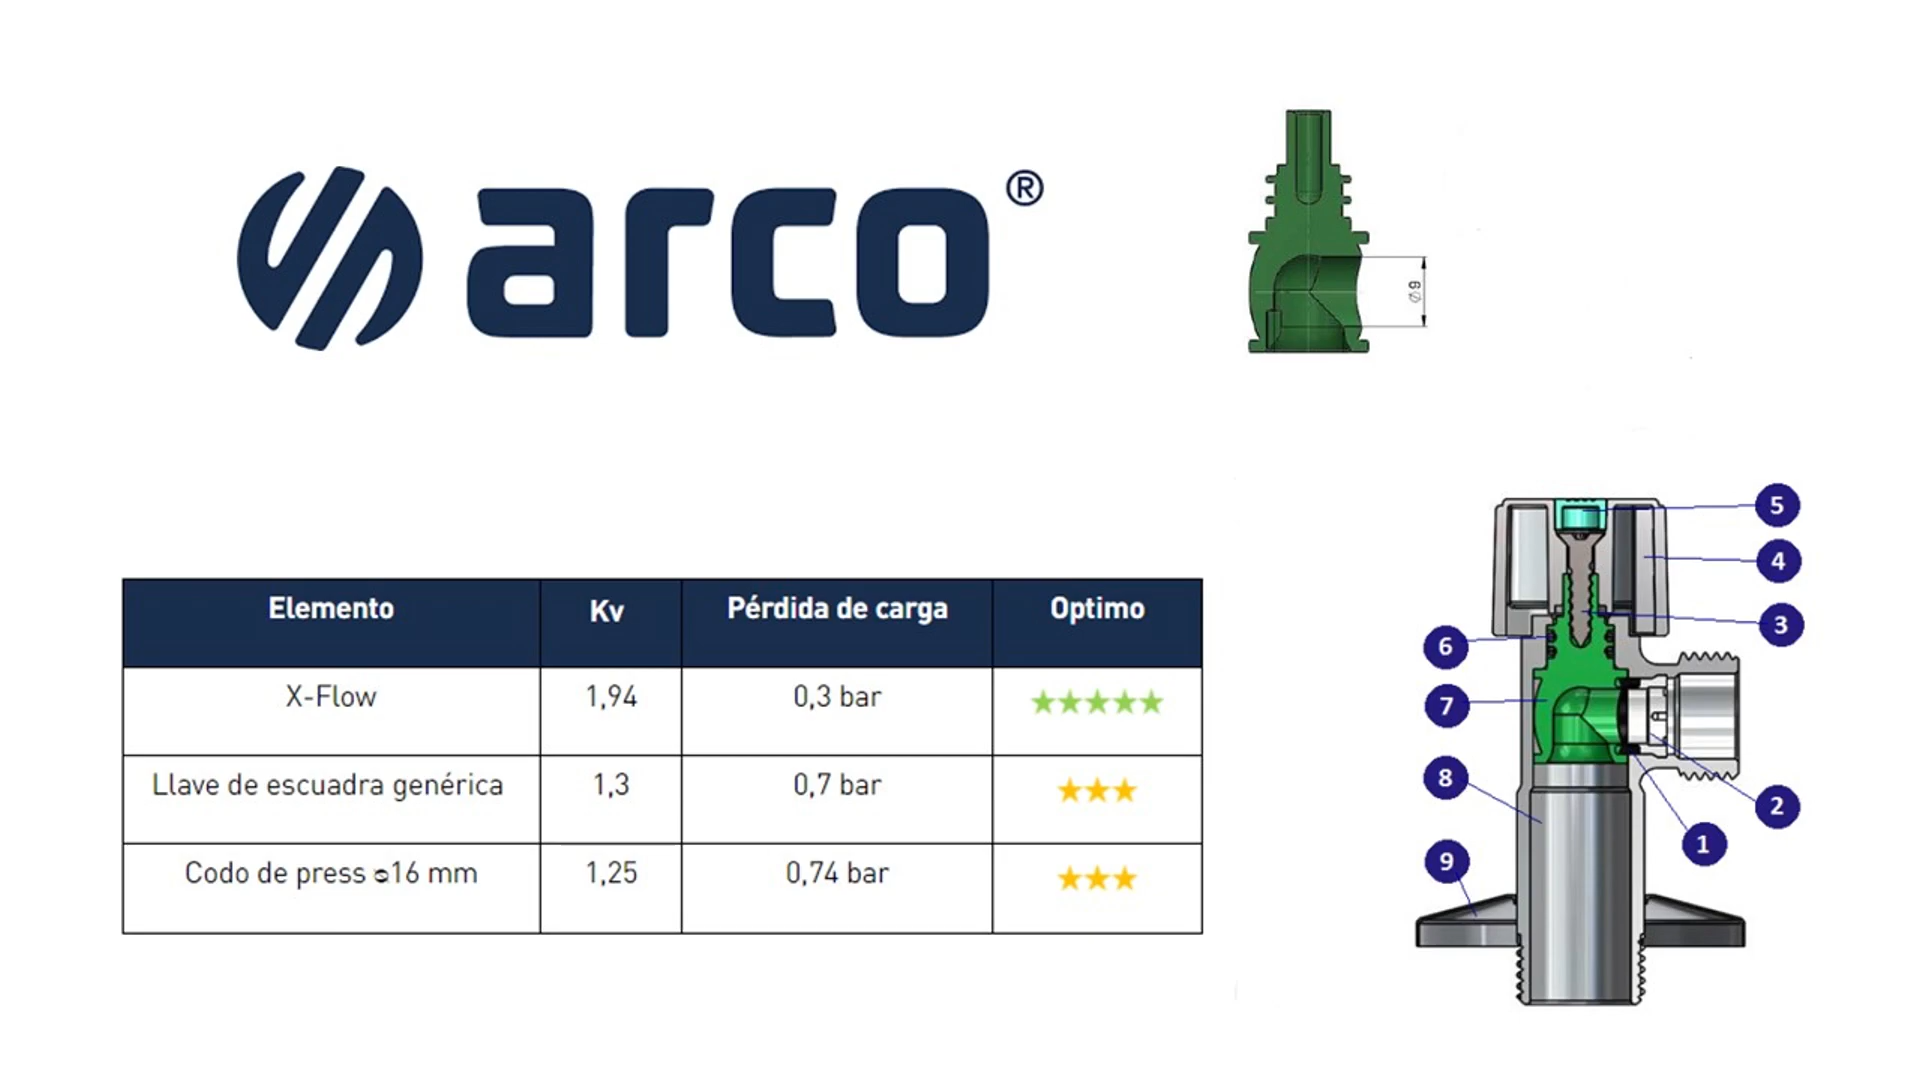 arco®
Ø9
Elemento Kv Pérdida de carga Optimo
X-Flow 1,94 0,3 bar
Llave de escuadra genérica 1,3 0,7 bar
Codo de press ⌀16 mm 1,25 0,74 bar
5
4
3
6
7
8
2
1
9